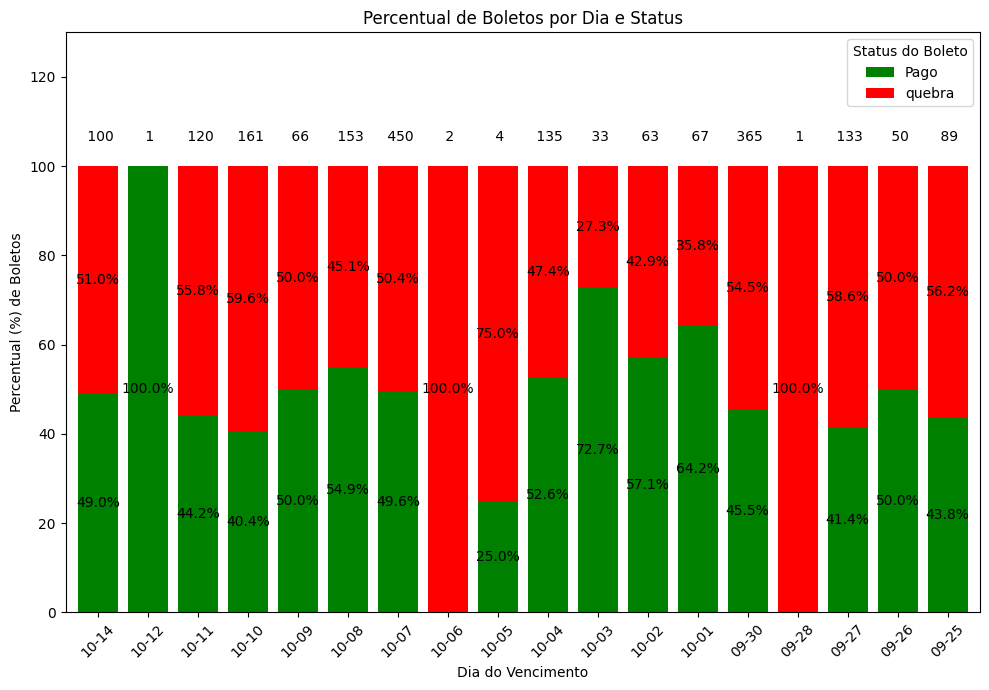 Percentual de Boletos por Dia e Status
Status do Boleto
Pago
quebra
Percentual (%) de Boletos
120
100
80
60
40
20
0
100 1 120 161 66 153 450 2 4 135 33 63 67 365 1 133 50 89
51.0% 55.8% 59.6% 50.0% 45.1% 50.4% 100.0% 75.0% 47.4% 27.3% 42.9% 35.8% 54.5% 100.0% 58.6% 50.0% 56.2%
49.0% 100.0% 44.2% 40.4% 50.0% 54.9% 49.6% 25.0% 52.6% 72.7% 57.1% 64.2% 45.5% 41.4% 50.0% 43.8%
10-14 10-12 10-11 10-10 10-09 10-08 10-07 10-06 10-05 10-04 10-03 10-02 10-01 09-30 09-28 09-27 09-26 09-25
Dia do Vencimento